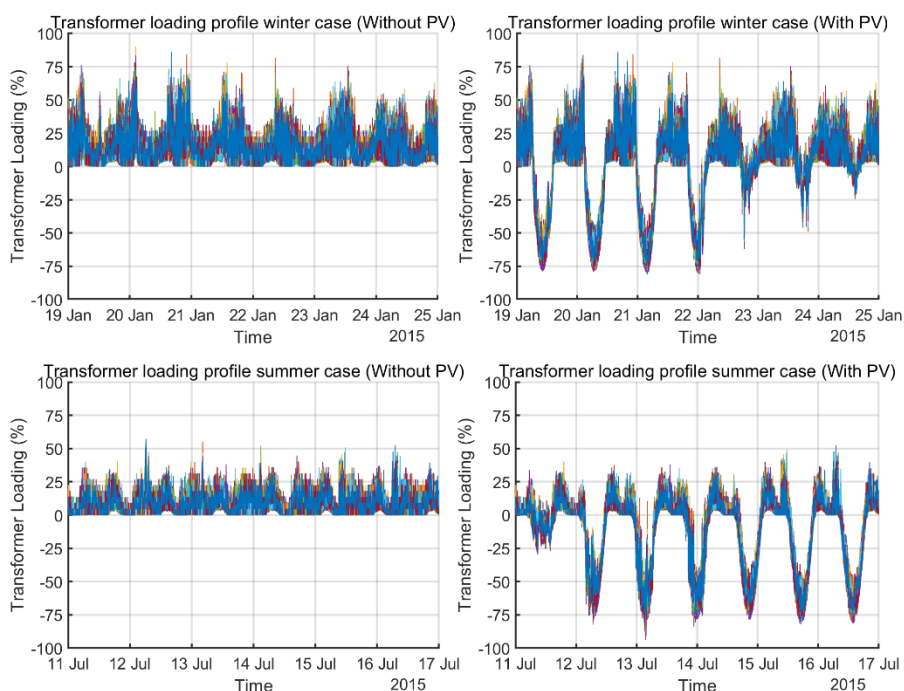 Transformer loading profile winter case (Without PV)
100
75
50
25
0
-25
-50
-75
-100
Transformer Loading (%)
19 Jan 20 Jan 21 Jan 22 Jan 23 Jan 24 Jan 25 Jan
Time
2015
Transformer loading profile winter case (With PV)
100
75
50
25
0
-25
-50
-75
-100
Transformer Loading (%)
19 Jan 20 Jan 21 Jan 22 Jan 23 Jan 24 Jan 25 Jan
Time
2015
Transformer loading profile summer case (Without PV)
100
75
50
25
0
-25
-50
-75
-100
Transformer Loading (%)
11 Jul 12 Jul 13 Jul 14 Jul 15 Jul 16 Jul 17 Jul
Time
2015
Transformer loading profile summer case (With PV)
100
75
50
25
0
-25
-50
-75
-100
Transformer Loading (%)
11 Jul 12 Jul 13 Jul 14 Jul 15 Jul 16 Jul 17 Jul
Time
2015